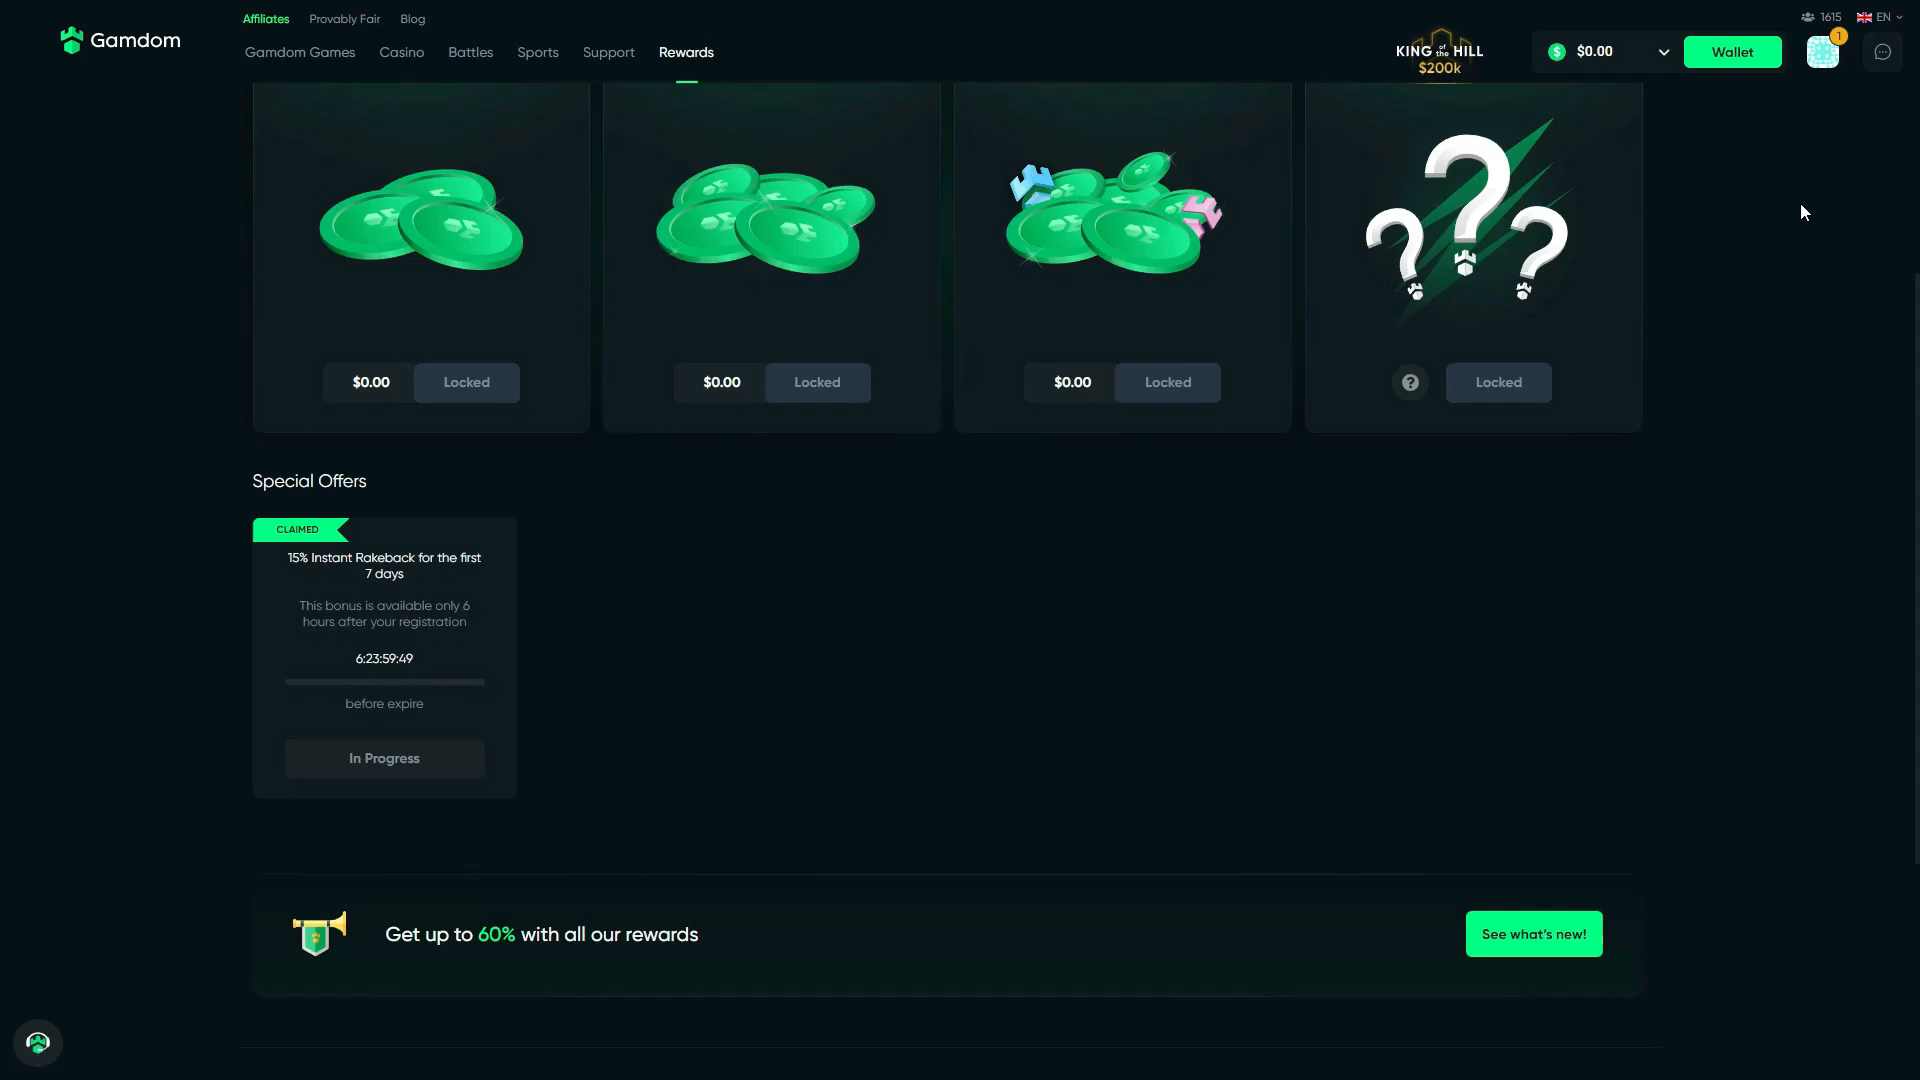 Affiliates Provably Fair Blog
1615 EN
Gamdom
Gamdom Games Casino Battles Sports Support Rewards
KING of the HILL
$200k
$0.00
Wallet
1
$0.00 Locked
$0.00 Locked
$0.00 Locked
? Locked
Special Offers
CLAIMED
15% Instant Rakeback for the first
7 days
This bonus is available only 6
hours after your registration
6:23:59:49
before expire
In Progress
Get up to 60% with all our rewards
See what's new!